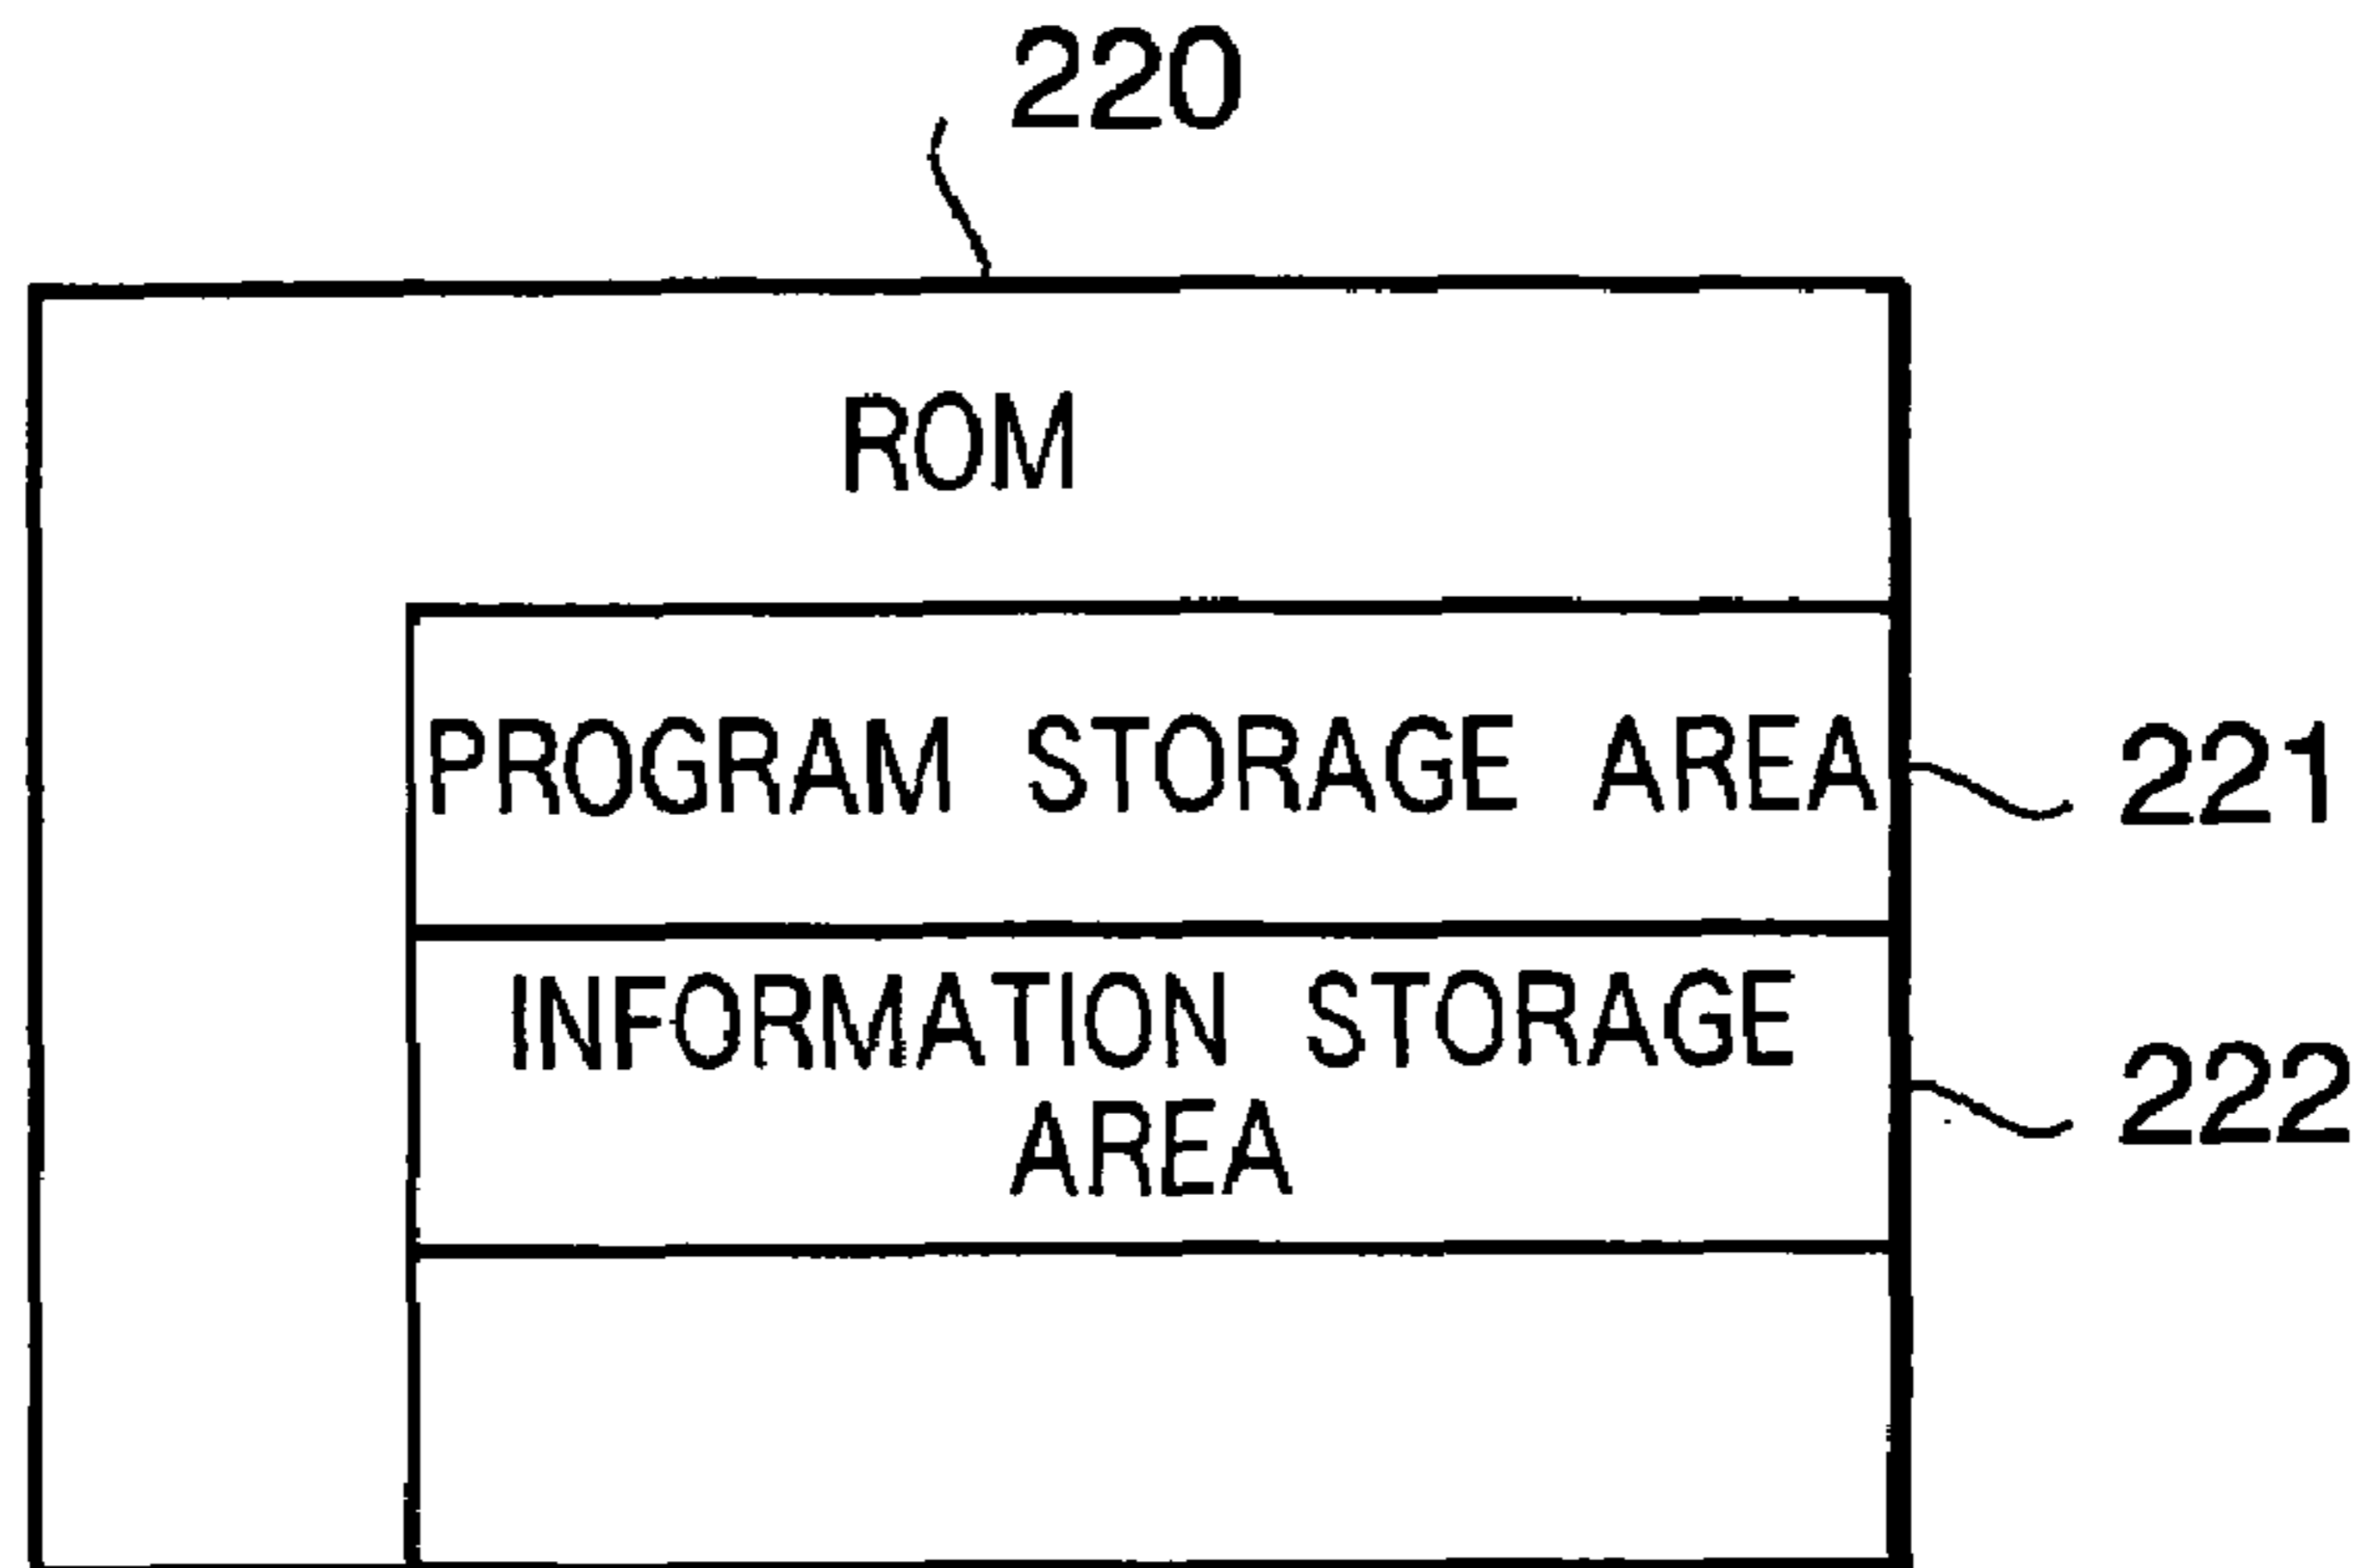 220
ROM
PROGRAM STORAGE AREA
221
INFORMATION STORAGE
AREA
222